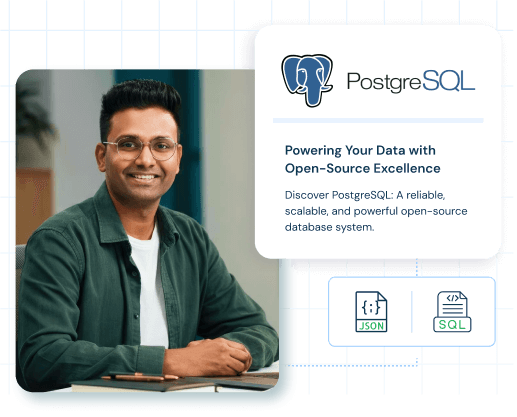 PostgreSQL
Powering Your Data with
Open-Source Excellence
Discover PostgreSQL: A reliable,
scalable, and powerful open-source
database system.
{;}
JSON
</>
SQL